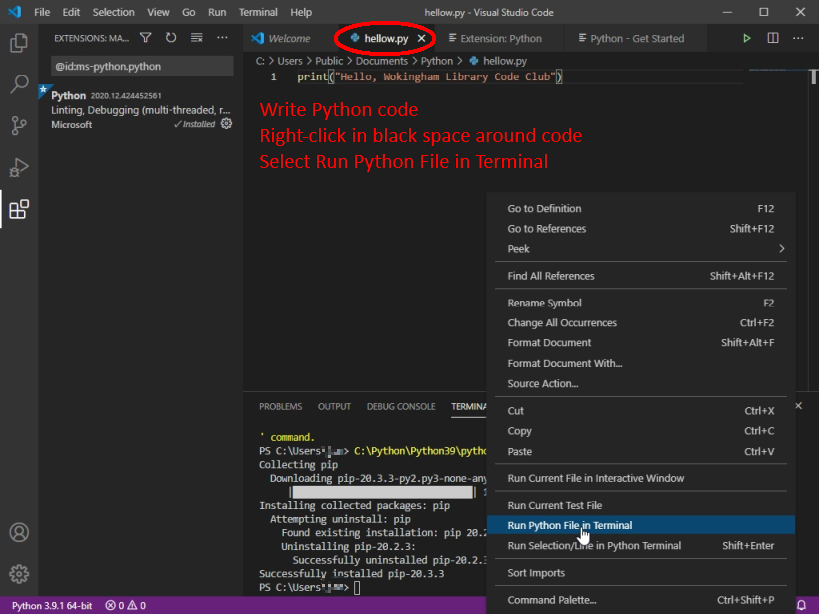 File Edit Selection View Go Run Terminal Help hellow.py - Visual Studio Code
EXTENSIONS: MA...
Welcome hellow.py Extension: Python Python - Get Started
@id:ms-python.python
C: > Users > Public > Documents > Python > hellow.py
1 print("Hello, Wokingham Library Code Club")
Python 2020.12.424452561
Linting, Debugging (multi-threaded, r...
Microsoft Installed
Write Python code
Right-click in black space around code
Select Run Python File in Terminal
Go to Definition F12
Go to References Shift+F12
Peek
Find All References Shift+Alt+F12
Rename Symbol F2
Change All Occurrences Ctrl+F2
Format Document Shift+Alt+F
Format Document With...
Source Action...
Cut Ctrl+X
Copy Ctrl+C
Paste Ctrl+V
Run Current File in Interactive Window
Run Current Test File
Run Python File in Terminal
Run Selection/Line in Python Terminal Shift+Enter
Sort Imports
Command Palette... Ctrl+Shift+P
PROBLEMS OUTPUT DEBUG CONSOLE TERMINA
' command.
PS C:\Users\ > C:\Python\Python39\pytho
Collecting pip
Downloading pip-20.3.3-py2.py3-none-any
Installing collected packages: pip
Attempting uninstall: pip
Found existing installation: pip 20.2
Uninstalling pip-20.2.3:
Successfully uninstalled pip-20.2.3
Successfully installed pip-20.3.3
PS C:\Users\ >
Python 3.9.1 64-bit 0 0